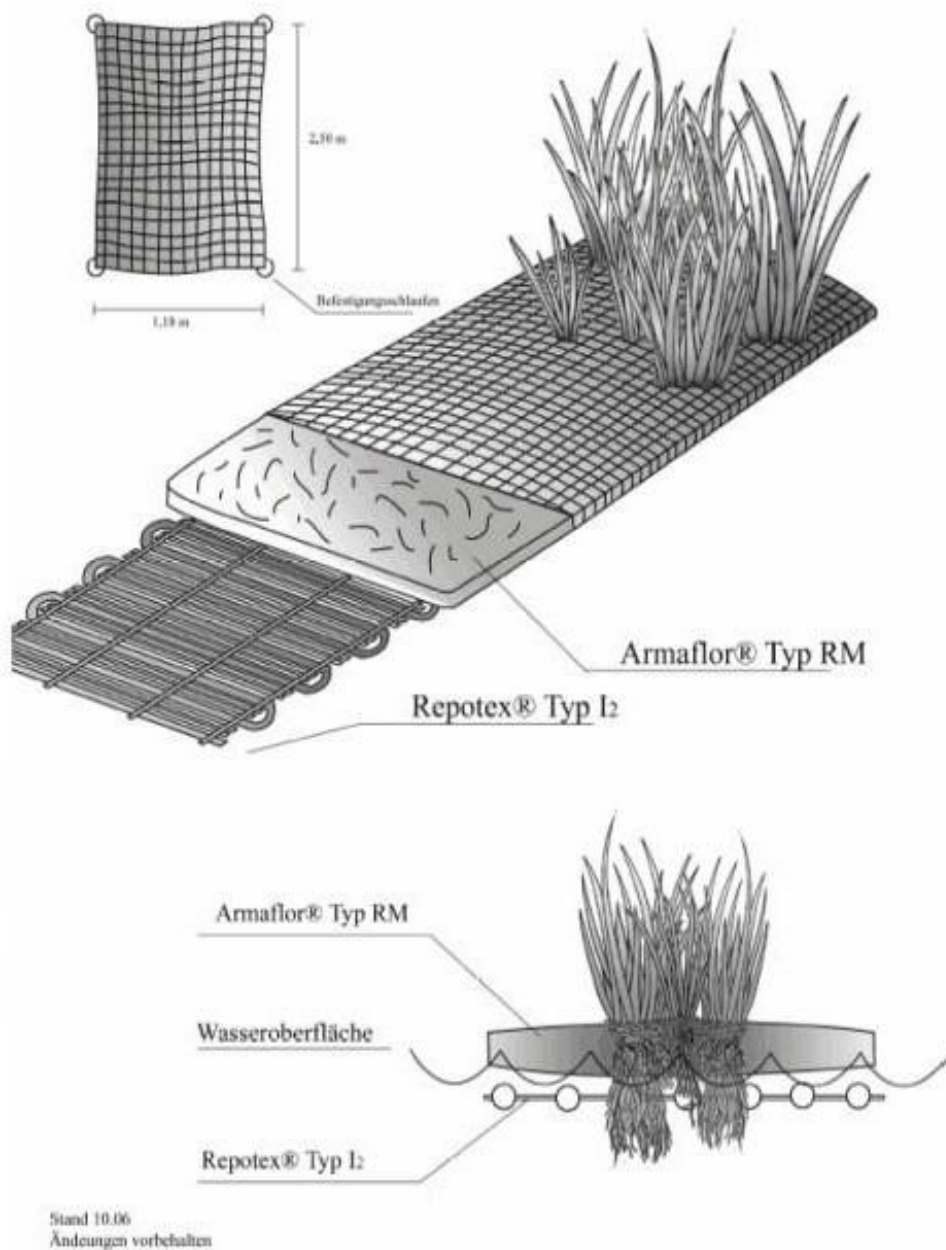 2,50 m
Befestigungsschlaufen
1,10 m
Armaflor® Typ RM
Repotex® Typ I2
Armaflor® Typ RM
Wasseroberfläche
Repotex® Typ I2
Stand 10.06
Ändeungen vorbehalten